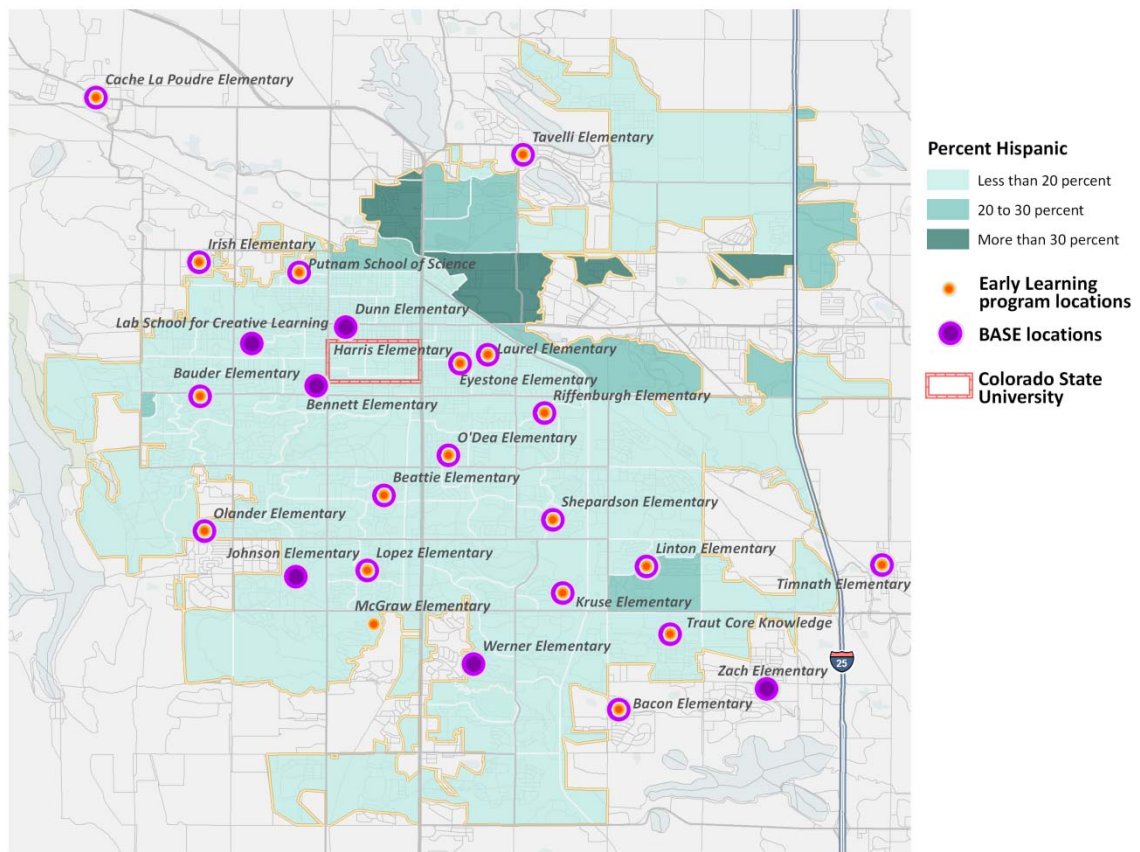 Cache La Poudre Elementary
Tavelli Elementary
Irish Elementary
Putnam School of Science
Dunn Elementary
Lab School for Creative Learning
Harris Elementary
Laurel Elementary
Bauder Elementary
Eyestone Elementary
Bennett Elementary
Riffenburgh Elementary
O'Dea Elementary
Beattie Elementary
Shepardson Elementary
Olander Elementary
Johnson Elementary
Lopez Elementary
Linton Elementary
Timnath Elementary
McGraw Elementary
Kruse Elementary
Traut Core Knowledge
Werner Elementary
Zach Elementary
25
Bacon Elementary
Percent Hispanic
Less than 20 percent
20 to 30 percent
More than 30 percent
Early Learning
program locations
BASE locations
Colorado State
University